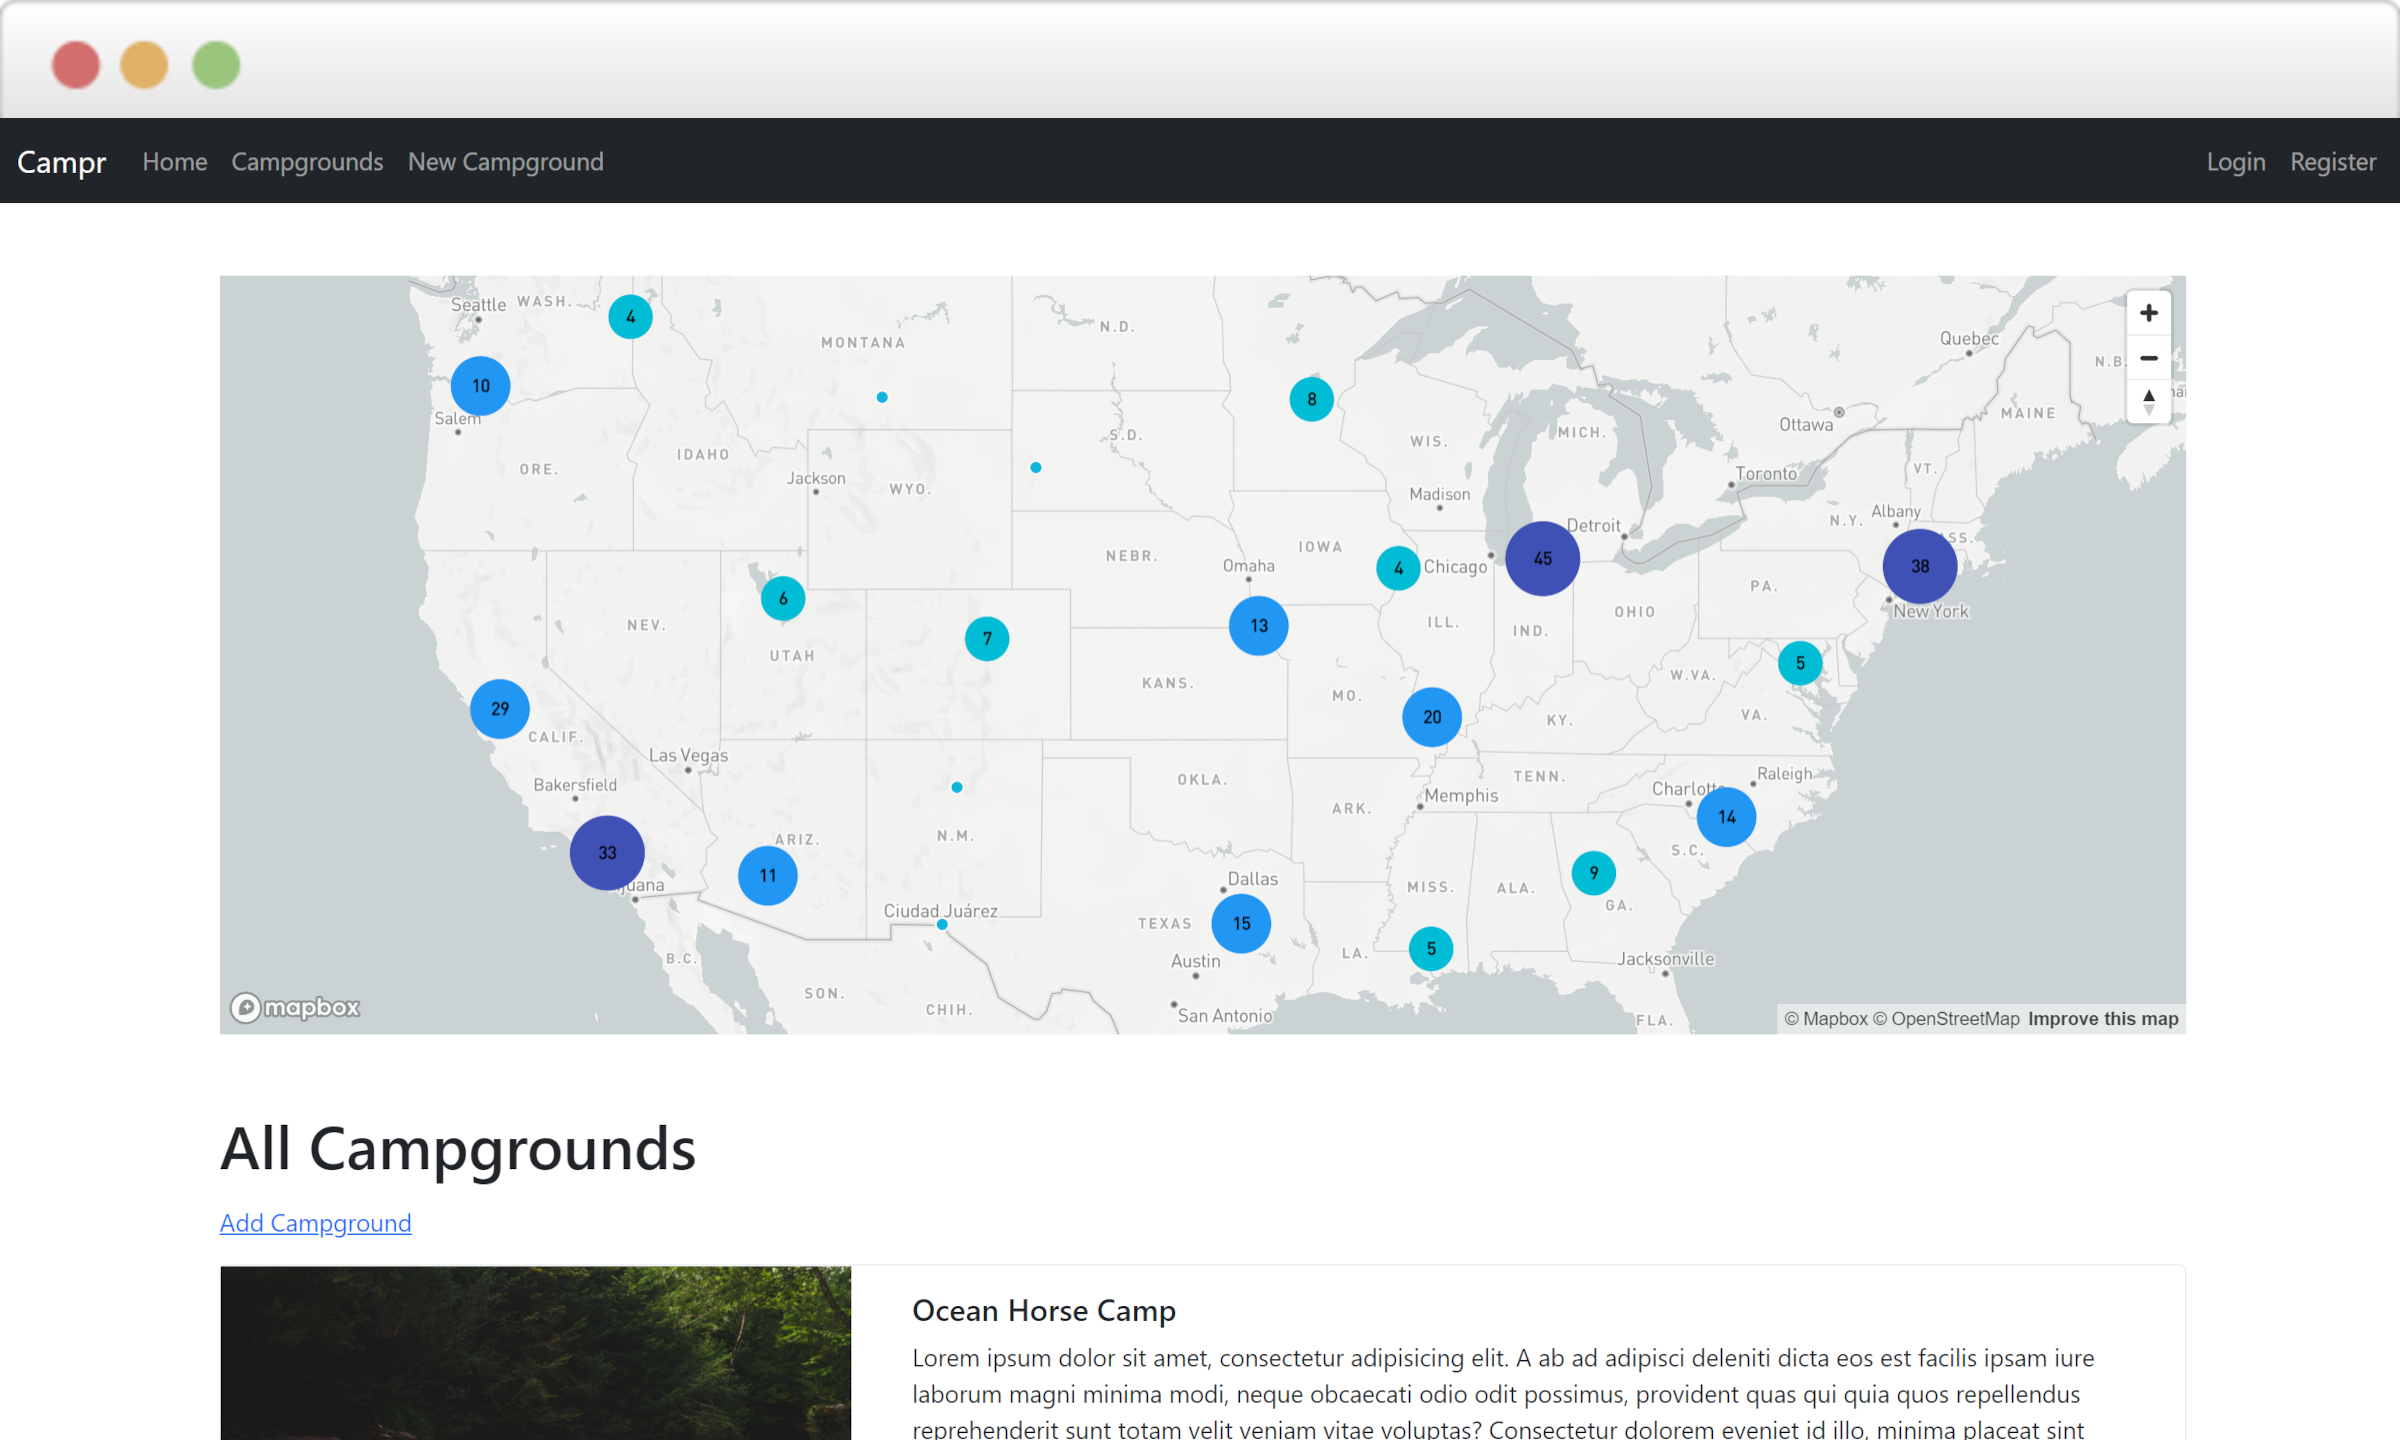 Campr Home Campgrounds New Campground Login Register
Seattle WASH. 4
MONTANA
N.D.
Quebec
N.B.
10
Salem
8
MAINE
Ottawa
S.D.
WIS.
MICH.
IDAHO
ORE.
Jackson
WYO.
Madison
Toronto
VT.
N.Y. Albany
Detroit
IOWA
NEBR.
Omaha
4 Chicago
45
38
PA.
New York
6
7
13
ILL.
IND.
OHIO
NEV.
UTAH
5
KANS.
MO.
W.VA.
29
CALIF.
20
KY.
VA.
Las Vegas
Bakersfield
OKLA.
TENN.
Raleigh
Memphis
ARK.
14
33
ARIZ.
N.M.
S.C.
11
Dallas
MISS.
ALA.
9
GA.
Ciudad Juárez
TEXAS
15
5
LA.
Austin
Jacksonville
B.C.
SON.
CHIH.
San Antonio
FLA.
mapbox
© Mapbox © OpenStreetMap Improve this map
All Campgrounds
Add Campground
Ocean Horse Camp
Lorem ipsum dolor sit amet, consectetur adipisicing elit. A ab ad adipisci deleniti dicta eos est facilis ipsam iure
laborum magni minima modi, neque obcaecati odio odit possimus, provident quas qui quia quos repellendus
reprehenderit sunt totam velit veniam vitae voluptas? Consectetur dolorem eveniet id illo, minima placeat sint